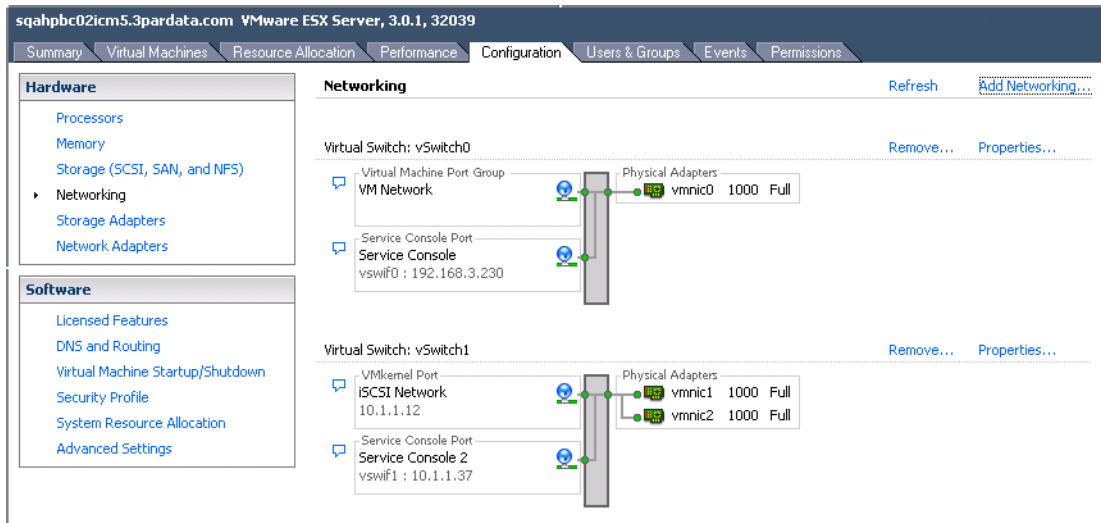 sqahpbc02icm5.3pardata.com VMware ESX Server, 3.0.1, 32039
Summary Virtual Machines Resource Allocation Performance Configuration Users & Groups Events Permissions
Hardware
Processors
Memory
Storage (SCSI, SAN, and NFS)
Networking
Storage Adapters
Network Adapters
Software
Licensed Features
DNS and Routing
Virtual Machine Startup/Shutdown
Security Profile
System Resource Allocation
Advanced Settings
Networking Refresh Add Networking...
Virtual Switch: vSwitch0 Remove... Properties...
Virtual Machine Port Group Physical Adapters
VM Network vmnic0 1000 Full
Service Console Port
Service Console
vswif0 : 192.168.3.230
Virtual Switch: vSwitch1 Remove... Properties...
VMkernel Port Physical Adapters
iSCSI Network vmnic1 1000 Full
10.1.1.12 vmnic2 1000 Full
Service Console Port
Service Console 2
vswif1 : 10.1.1.37